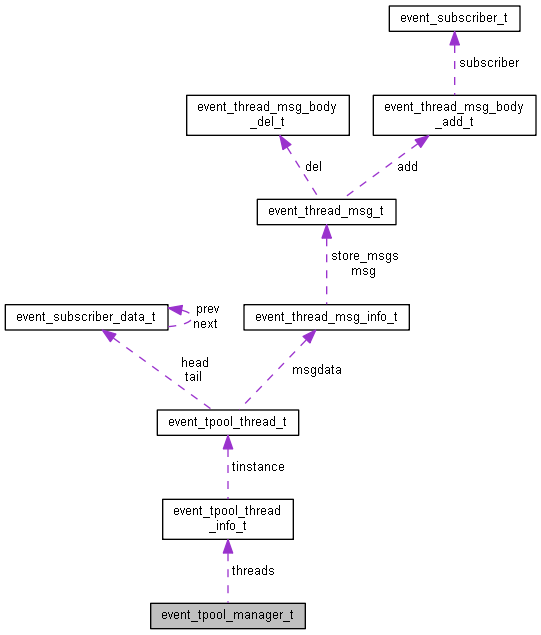 event_subscriber_t
subscriber
event_thread_msg_body
_del_t
event_thread_msg_body
_add_t
del
add
event_thread_msg_t
store_msgs
msg
event_subscriber_data_t
prev
next
event_thread_msg_info_t
head
tail
msgdata
event_tpool_thread_t
tinstance
event_tpool_thread
_info_t
threads
event_tpool_manager_t